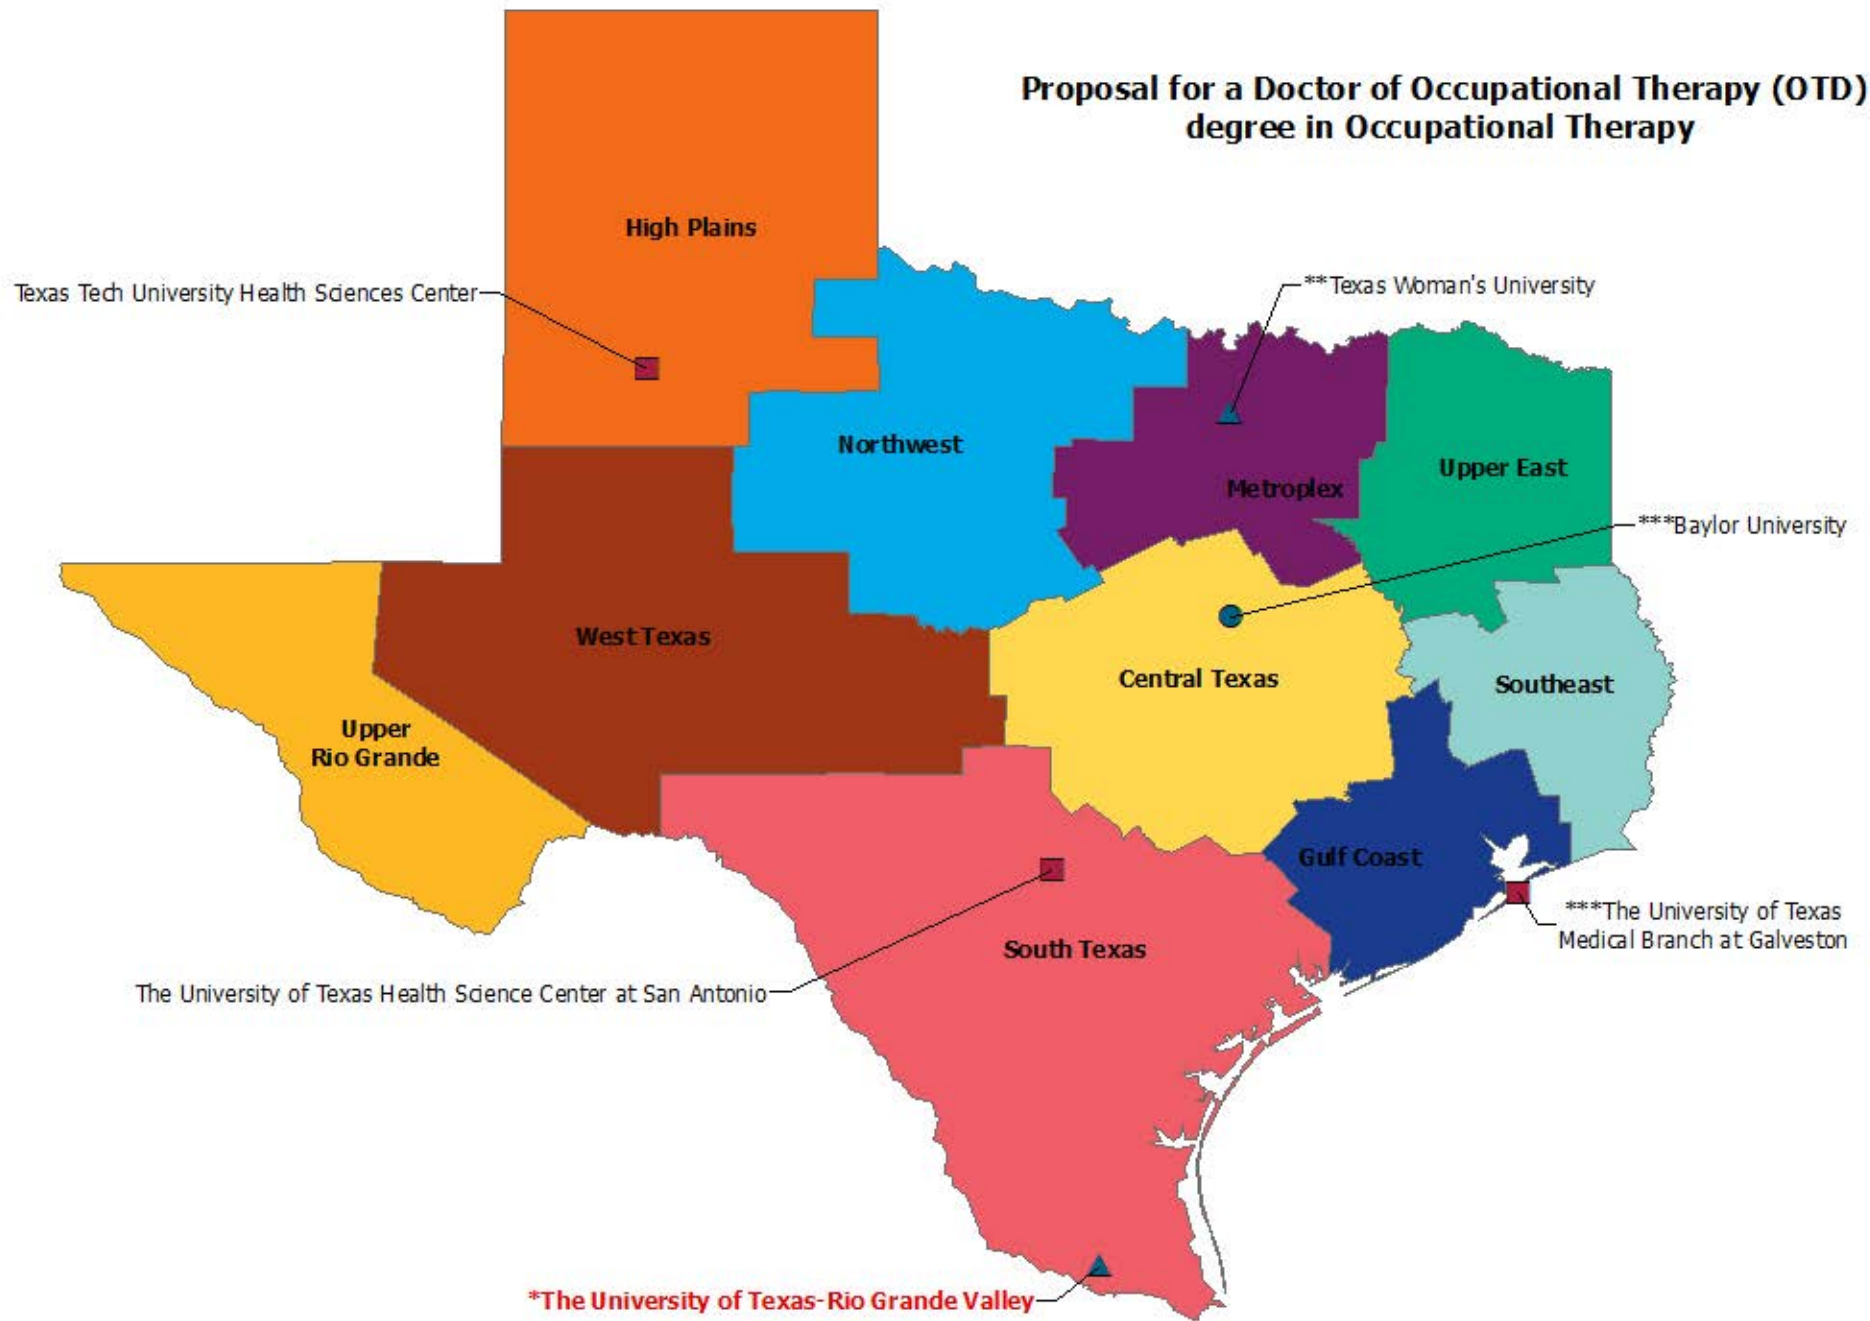 Proposal for a Doctor of Occupational Therapy (OTD)
degree in Occupational Therapy
High Plains
Texas Tech University Health Sciences Center
**Texas Woman's University
Northwest
Metroplex
Upper East
***Baylor University
West Texas
Central Texas
Southeast
Upper
Rio Grande
Gulf Coast
***The University of Texas
Medical Branch at Galveston
South Texas
The University of Texas Health Science Center at San Antonio
*The University of Texas-Rio Grande Valley